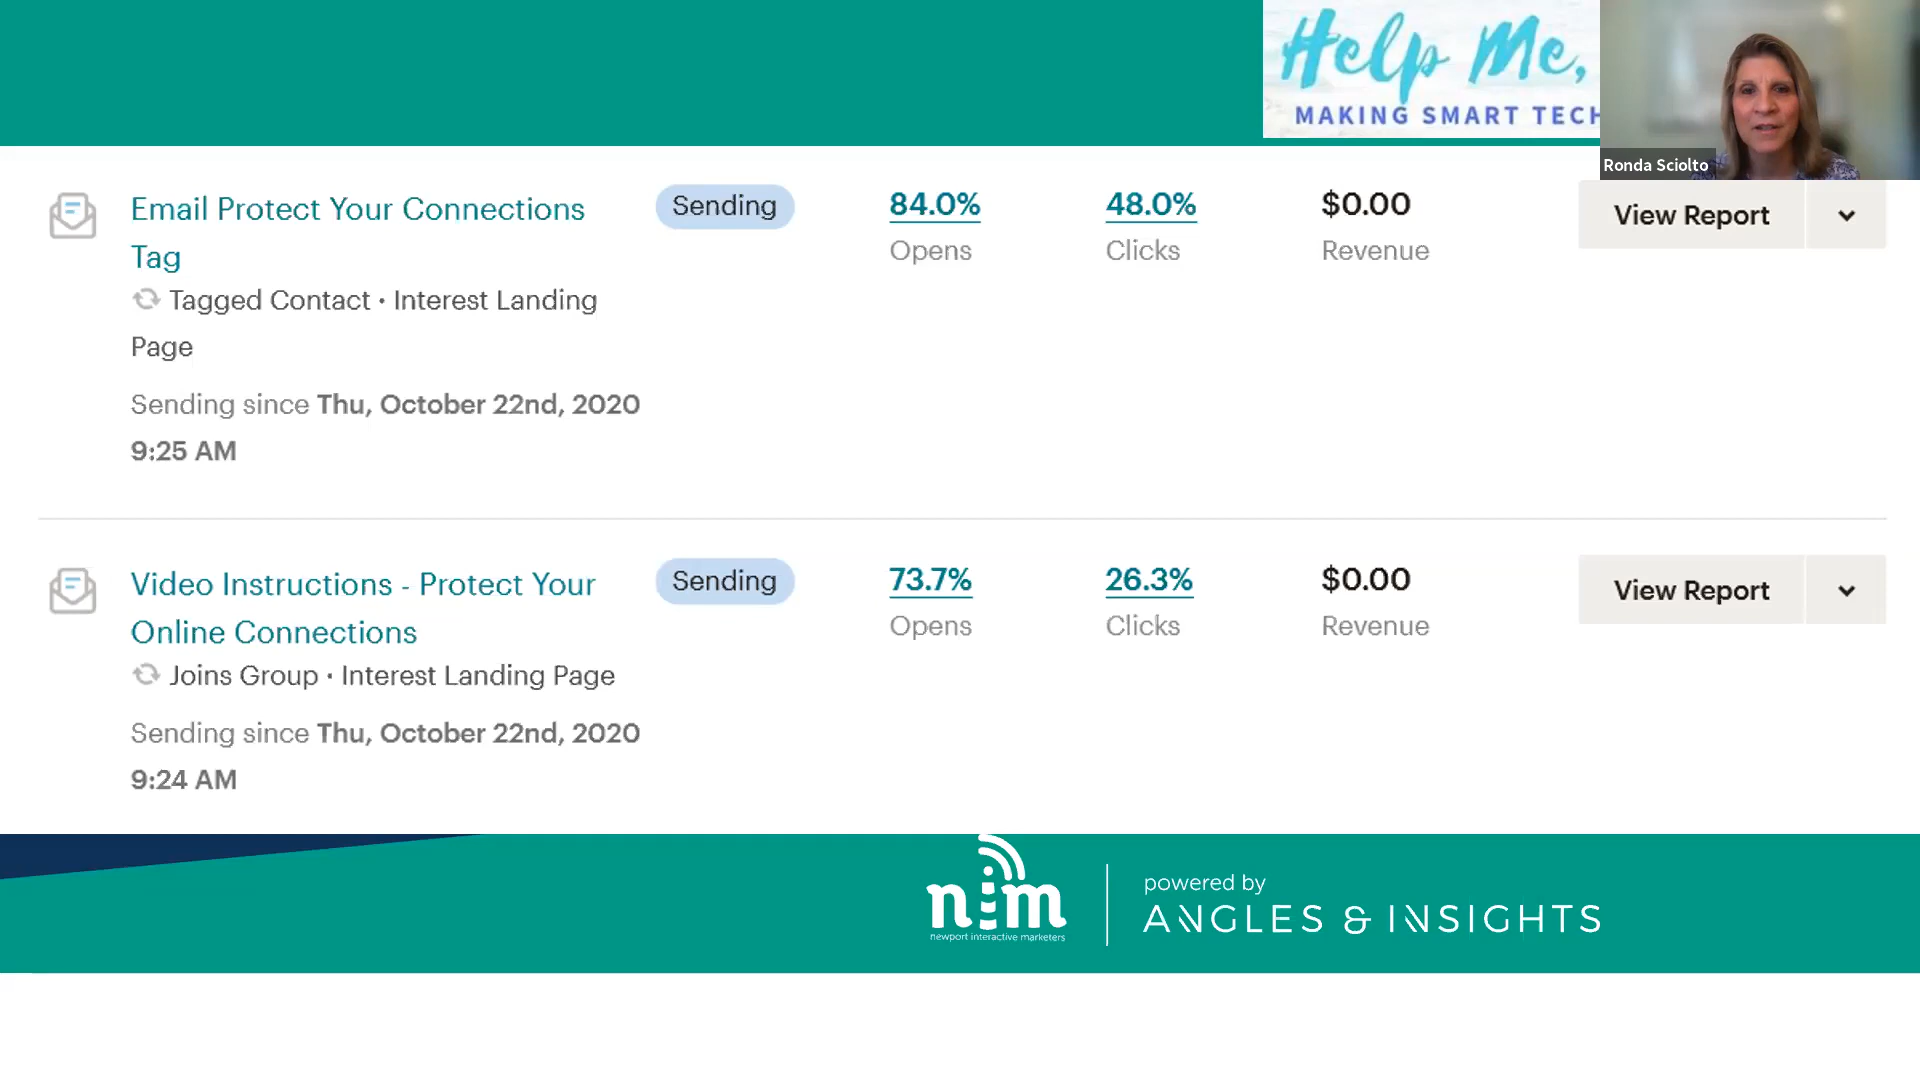 Help Me,
MAKING SMART TECH
Ronda Sciolto
Email Protect Your Connections
Tag
Tagged Contact • Interest Landing
Page
Sending since Thu, October 22nd, 2020
9:25 AM
Sending
84.0%
Opens
48.0%
Clicks
$0.00
Revenue
View Report
Video Instructions - Protect Your
Online Connections
Joins Group • Interest Landing Page
Sending since Thu, October 22nd, 2020
9:24 AM
Sending
73.7%
Opens
26.3%
Clicks
$0.00
Revenue
View Report
nim
newport interactive marketers
powered by
ANGLES & INSIGHTS